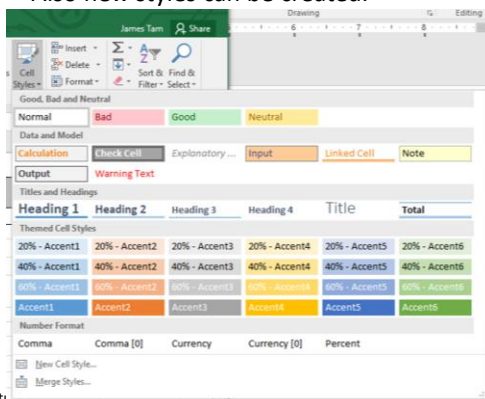 Also new styles can be created.
Drawing Editing
James Tam Share 6 7 8
Insert
Delete
Format
Cell Styles
Sort & Filter
Find & Select
Good, Bad and Neutral
Normal Bad Good Neutral
Data and Model
Calculation Check Cell Explanatory ... Input Linked Cell Note
Output Warning Text
Titles and Headings
Heading 1 Heading 2 Heading 3 Heading 4 Title Total
Themed Cell Styles
20% - Accent1 20% - Accent2 20% - Accent3 20% - Accent4 20% - Accent5 20% - Accent6
40% - Accent1 40% - Accent2 40% - Accent3 40% - Accent4 40% - Accent5 40% - Accent6
60% - Accent1 60% - Accent2 60% - Accent3 60% - Accent4 60% - Accent5 60% - Accent6
Accent1 Accent2 Accent3 Accent4 Accent5 Accent6
Number Format
Comma Comma [0] Currency Currency [0] Percent
New Cell Style...
Merge Styles...